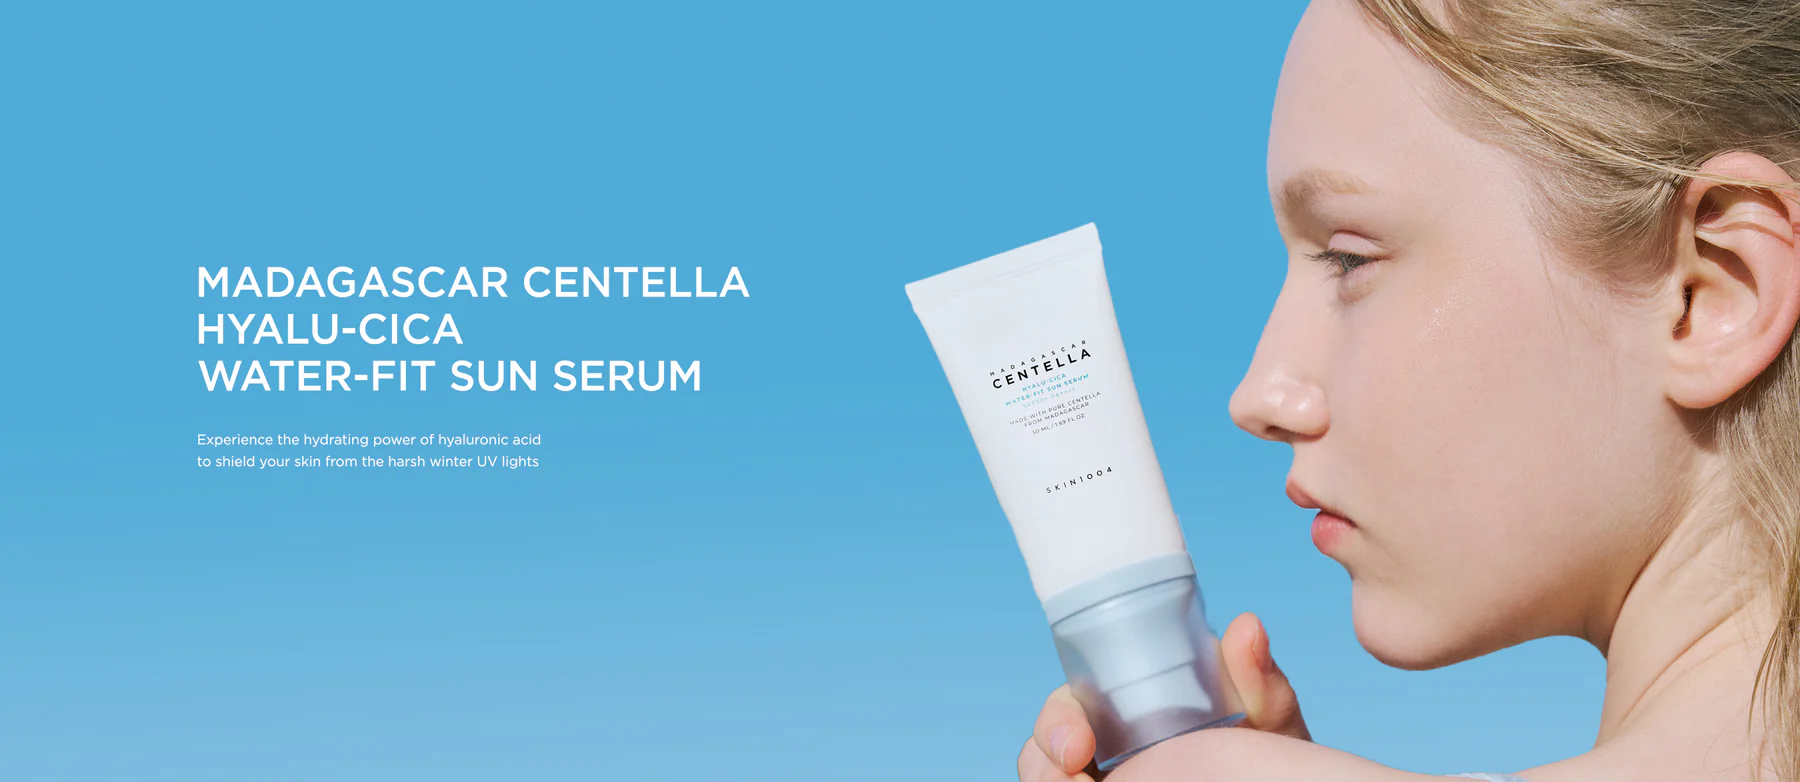 MADAGASCAR CENTELLA
HYALU-CICA
WATER-FIT SUN SERUM
Experience the hydrating power of hyaluronic acid
to shield your skin from the harsh winter UV lights
MADAGASCAR
CENTELLA
HYALU-CICA
WATER-FIT SUN SERUM
SPF50+ PA++++
MADE WITH PURE CENTELLA
FROM MADAGASCAR
50 ML / 1.69 FL.OZ.
SKIN1004